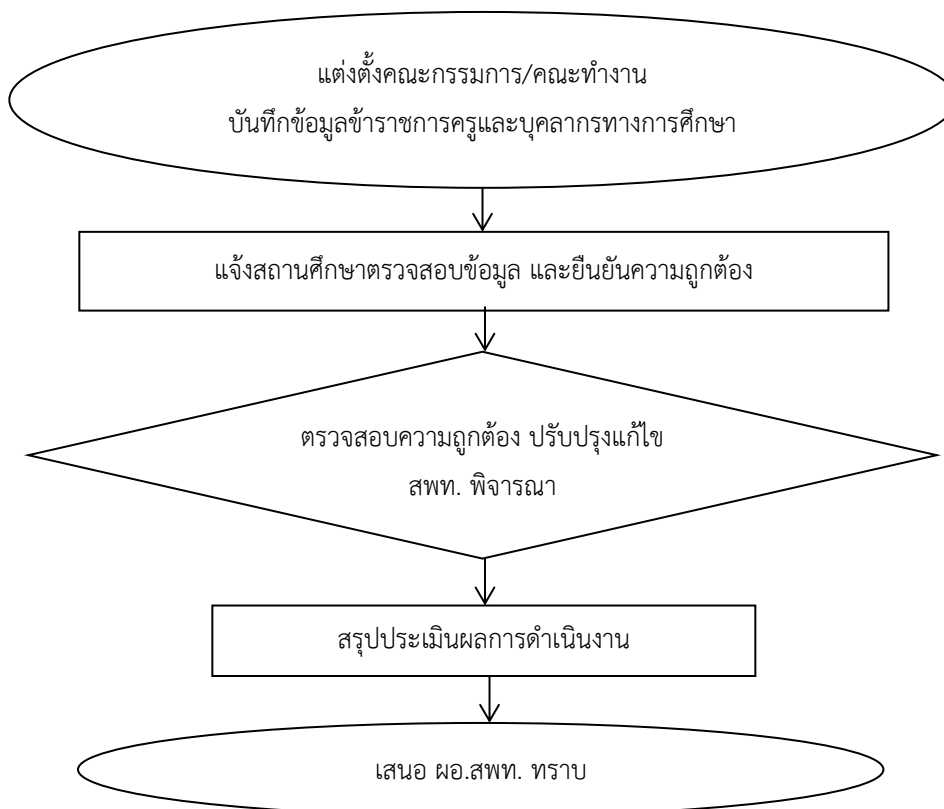 แต่งตั้งคณะกรรมการ/คณะทำงาน
บันทึกข้อมูลข้าราชการครูและบุคลากรทางการศึกษา
แจ้งสถานศึกษาตรวจสอบข้อมูล และยืนยันความถูกต้อง
ตรวจสอบความถูกต้อง ปรับปรุงแก้ไข
สพท. พิจารณา
สรุปประเมินผลการดำเนินงาน
เสนอ ผอ.สพท. ทราบ